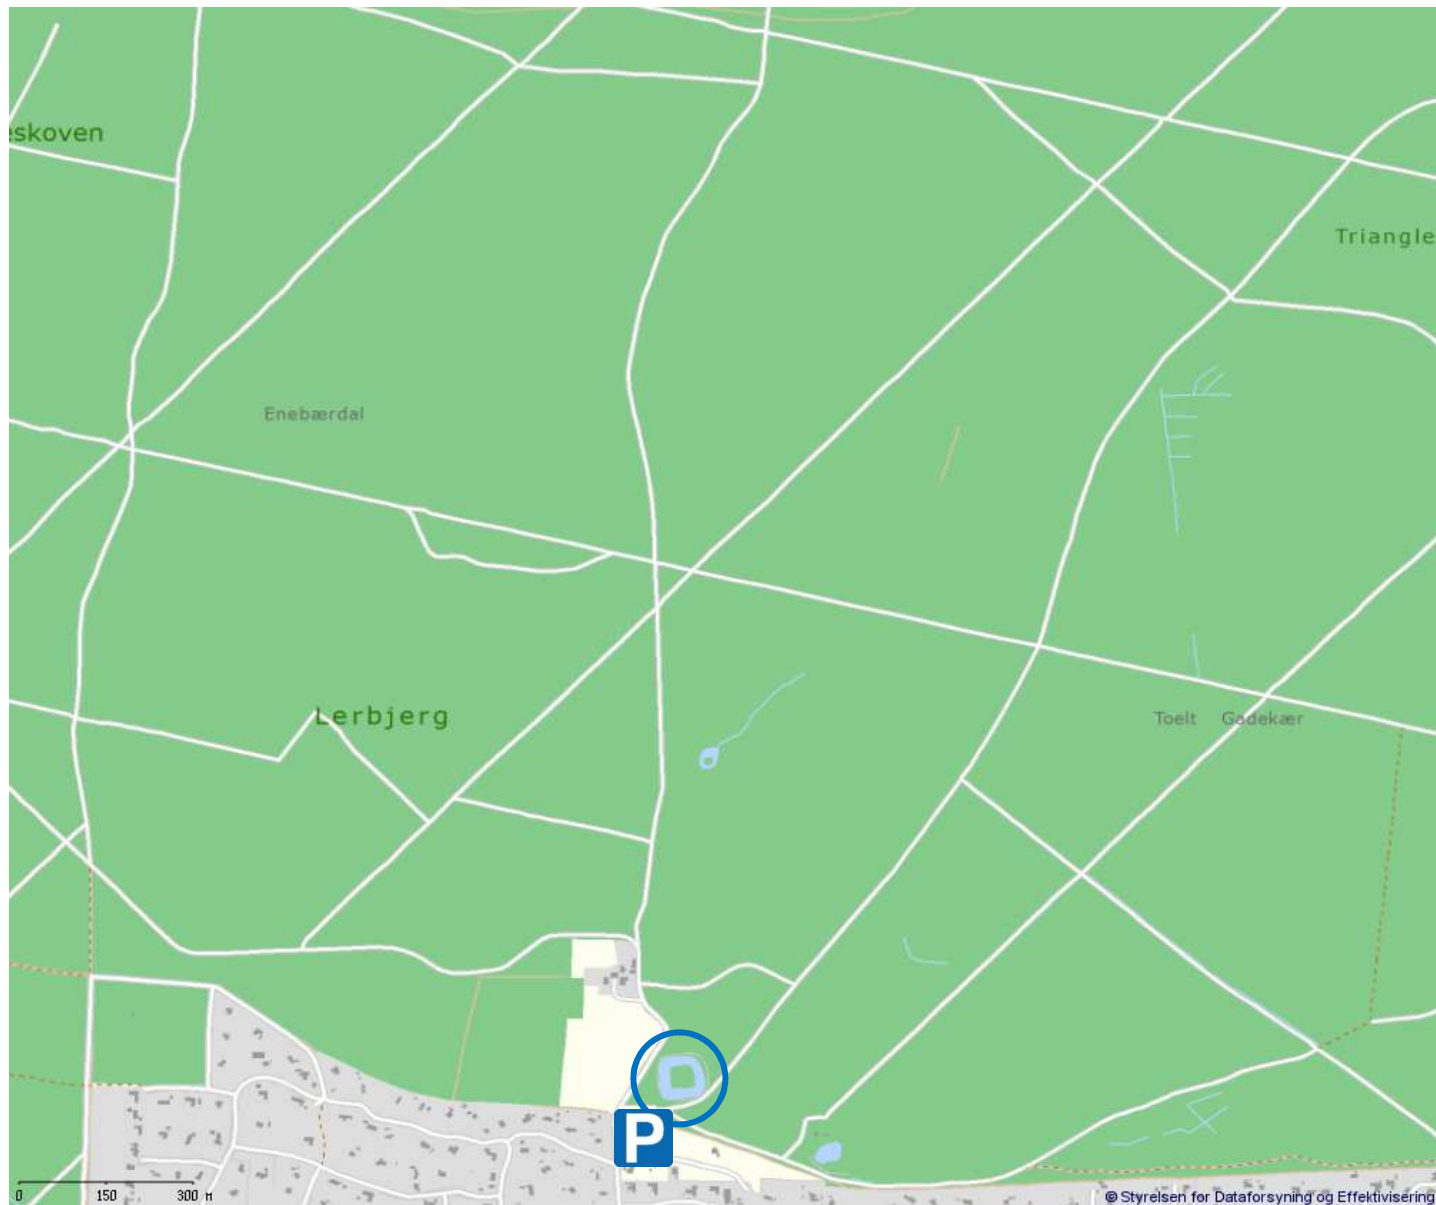 eskoven
Triangle
Enebærdal
Lerbjerg
Toelt Gadekær
P
0 150 300 M
© Styrelsen for Dataforsyning og Effektivisering